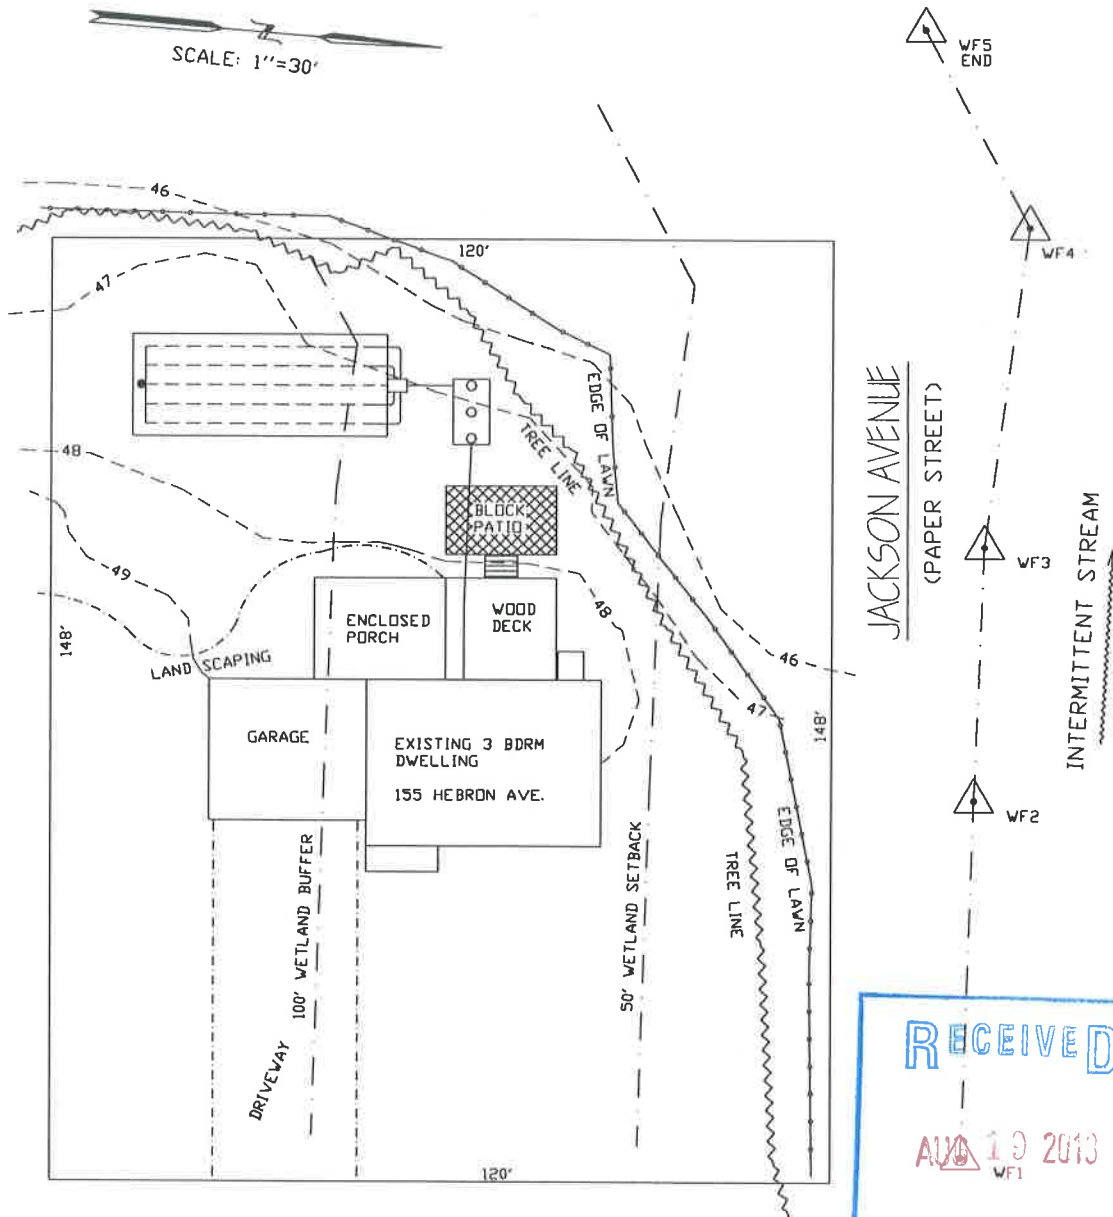 N
SCALE: 1"=30'
WF5
END
WF4
46
120'
47
EDGE OF LAWN
TREE LINE
JACKSON AVENUE
(PAPER STREET)
48
BLOCK
PATIO
INTERMITTENT STREAM
WF3
49
148'
ENCLOSED
PORCH
WOOD
DECK
48
LAND SCAPING
46
47
148'
GARAGE
EXISTING 3 BDRM
DWELLING
155 HEBRON AVE.
WF2
100' WETLAND BUFFER
50' WETLAND SETBACK
TREE LINE
EDGE OF LAWN
DRIVEWAY
RECEIVED
AUG 19 2013
WF1
120'